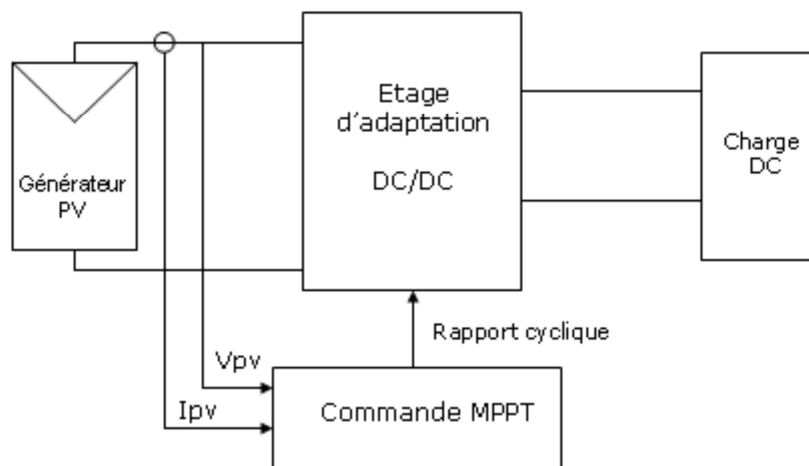 Générateur
PV
Etage
d'adaptation
DC/DC
Charge
DC
Rapport cyclique
Vpv
Ipv
Commande MPPT